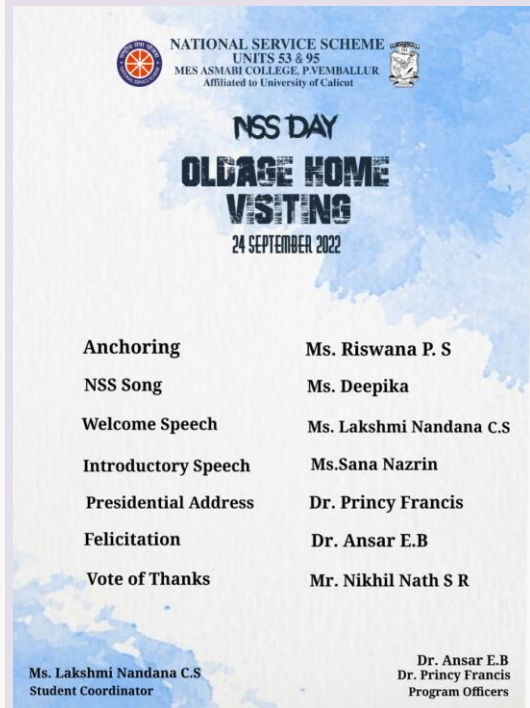 NATIONAL SERVICE SCHEME
UNITS 53 & 95
MES ASMABI COLLEGE, P.VEMBALLUR
Affiliated to University of Calicut
NSS DAY
OLDAGE HOME
VISITING
24 SEPTEMBER 2022
Anchoring Ms. Riswana P. S
NSS Song Ms. Deepika
Welcome Speech Ms. Lakshmi Nandana C.S
Introductory Speech Ms.Sana Nazrin
Presidential Address Dr. Princy Francis
Felicitation Dr. Ansar E.B
Vote of Thanks Mr. Nikhil Nath S R
Ms. Lakshmi Nandana C.S
Student Coordinator
Dr. Ansar E.B
Dr. Princy Francis
Program Officers